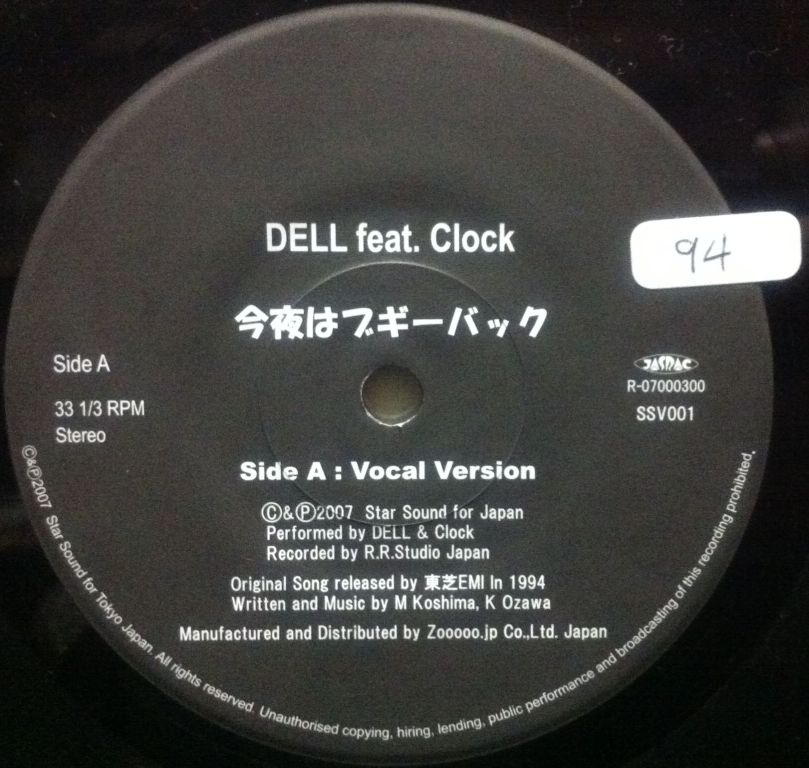 DELL feat. Clock
94
今夜はブギーバック
Side A
33 1/3 RPM
Stereo
JASRAC
R-07000300
SSV001
Side A : Vocal Version
Ⓒ&Ⓟ2007 Star Sound for Japan
Performed by DELL & Clock
Recorded by R.R.Studio Japan
Original Song released by 東芝EMI In 1994
Written and Music by M Koshima, K Ozawa
Manufactured and Distributed by Zooooo.jp Co.,Ltd. Japan
Ⓒ&Ⓟ2007 Star Sound for Tokyo Japan. All rights reserved. Unauthorised copying, hiring, lending, public performance and broadcasting of this recording prohibited.